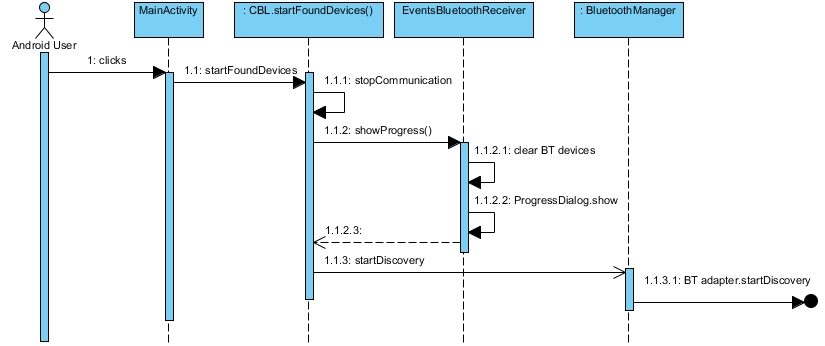 MainActivity
: CBL.startFoundDevices()
EventsBluetoothReceiver
: BluetoothManager
Android User
1: clicks
1.1: startFoundDevices
1.1.1: stopCommunication
1.1.2: showProgress()
1.1.2.1: clear BT devices
1.1.2.2: ProgressDialog.show
1.1.2.3:
1.1.3: startDiscovery
1.1.3.1: BT adapter.startDiscovery